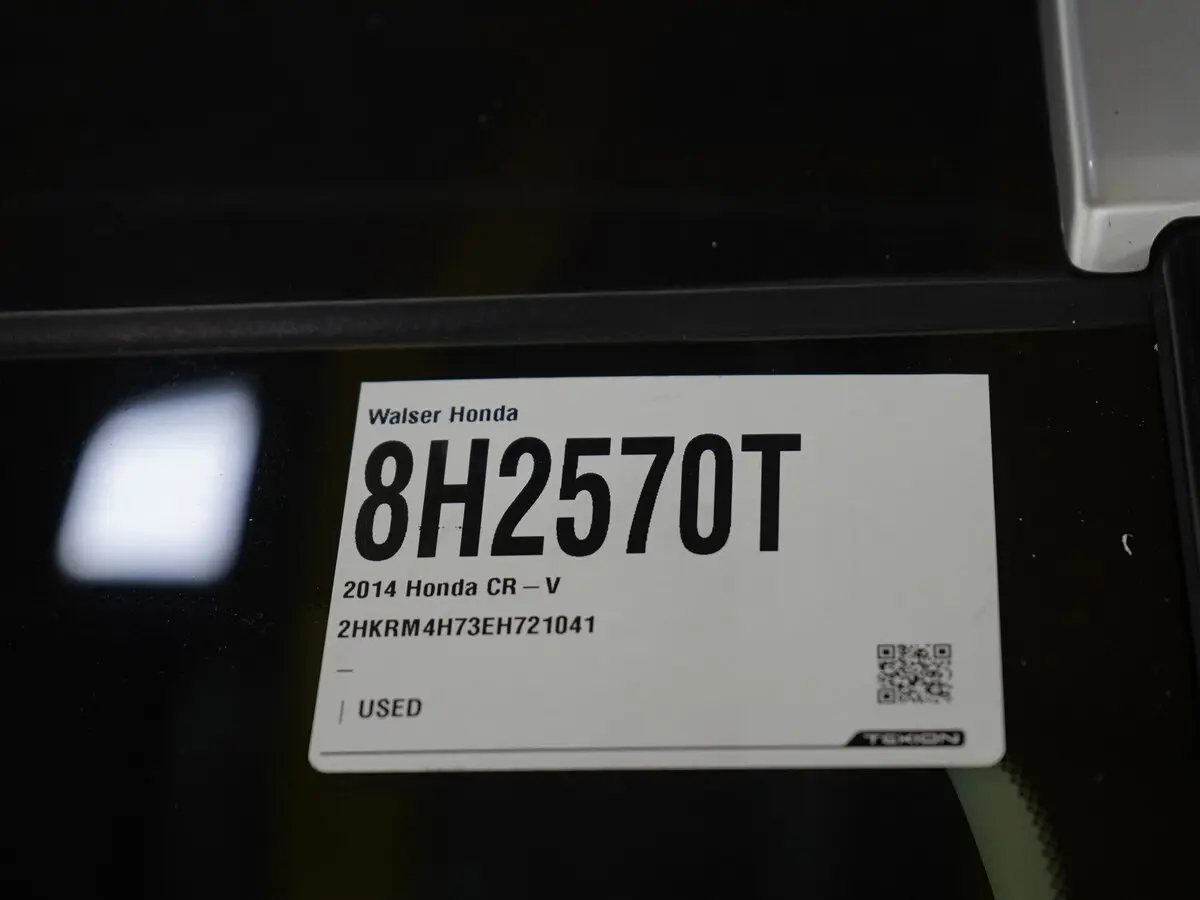 Walser Honda
8H2570T
2014 Honda CR – V
2HKRM4H73EH721041
–
| USED
TEKION